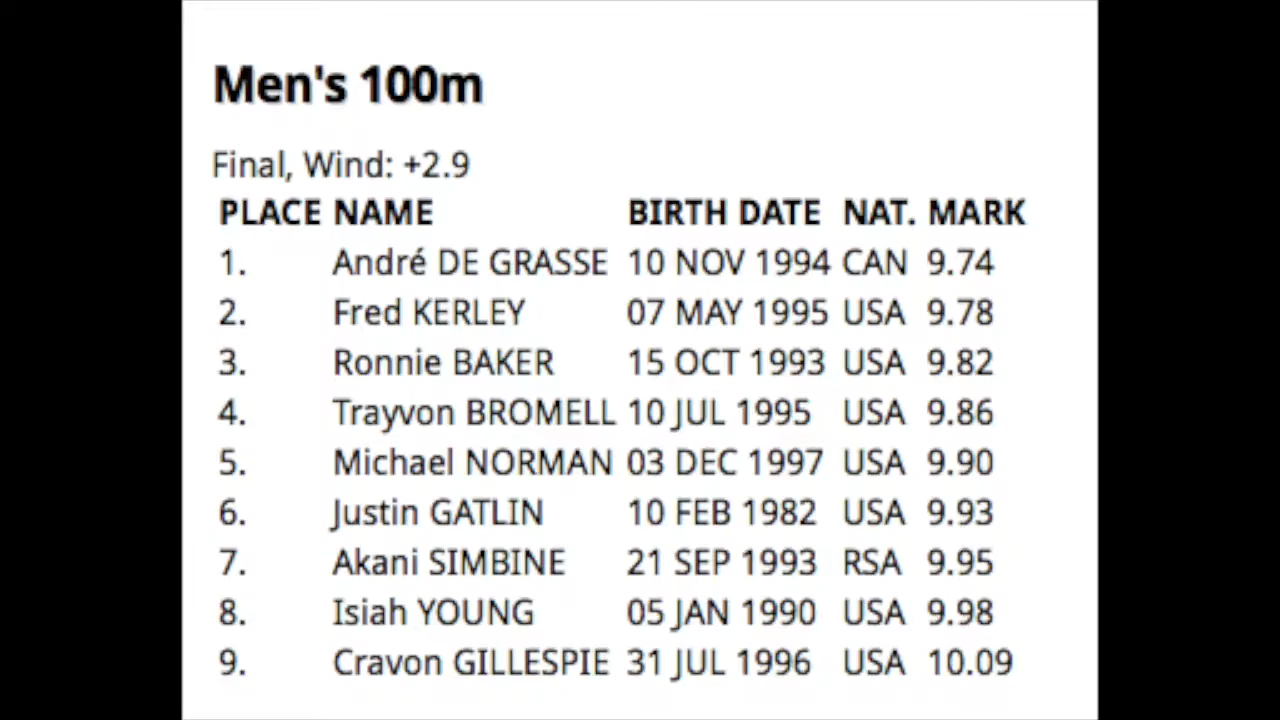 Men's 100m
Final, Wind: +2.9
PLACE NAME BIRTH DATE NAT. MARK
1. André DE GRASSE 10 NOV 1994 CAN 9.74
2. Fred KERLEY 07 MAY 1995 USA 9.78
3. Ronnie BAKER 15 OCT 1993 USA 9.82
4. Trayvon BROMELL 10 JUL 1995 USA 9.86
5. Michael NORMAN 03 DEC 1997 USA 9.90
6. Justin GATLIN 10 FEB 1982 USA 9.93
7. Akani SIMBINE 21 SEP 1993 RSA 9.95
8. Isiah YOUNG 05 JAN 1990 USA 9.98
9. Cravon GILLESPIE 31 JUL 1996 USA 10.09